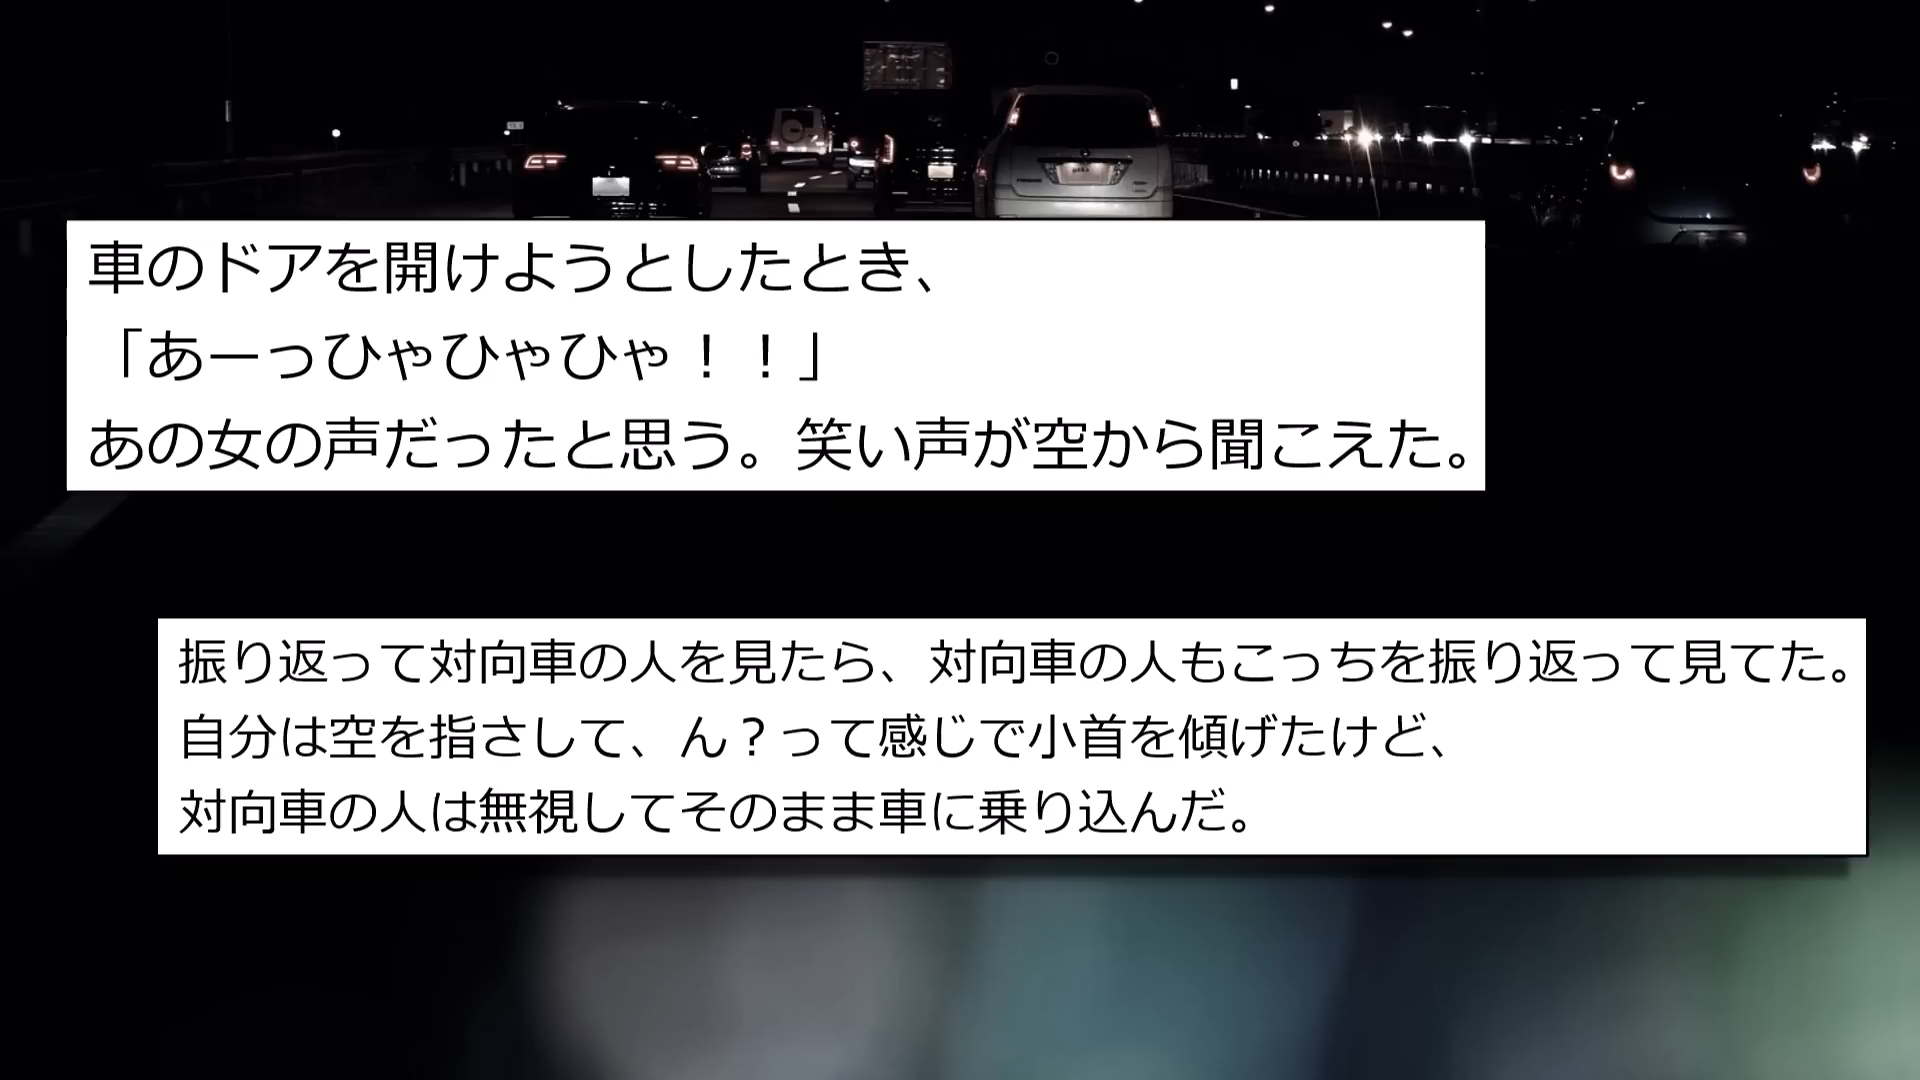 車のドアを開けようとしたとき、
「あーっひゃひゃひゃ！！」
あの女の声だったと思う。笑い声が空から聞こえた。
振り返って対向車の人を見たら、対向車の人もこっちを振り返って見てた。
自分は空を指さして、ん？って感じで小首を傾げたけど、
対向車の人は無視してそのまま車に乗り込んだ。